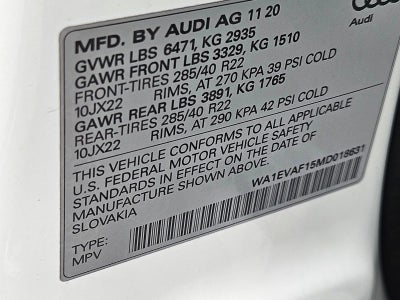 MFD. BY AUDI AG 11 20
GVWR LBS 6471, KG 2935
GAWR FRONT LBS 3329, KG 1510
FRONT-TIRES 285/40 R22
10JX22 RIMS, AT 270 KPA 39 PSI COLD
GAWR REAR LBS 3891, KG 1765
REAR-TIRES 285/40 R22
10JX22 RIMS, AT 290 KPA 42 PSI COLD
THIS VEHICLE CONFORMS TO ALL APPLICABLE
U.S. FEDERAL MOTOR VEHICLE SAFETY
STANDARDS IN EFFECT ON THE DATE OF
MANUFACTURE SHOWN ABOVE.
SLOVAKIA WA1EVAF15MD018631
TYPE:
MPV
Audi